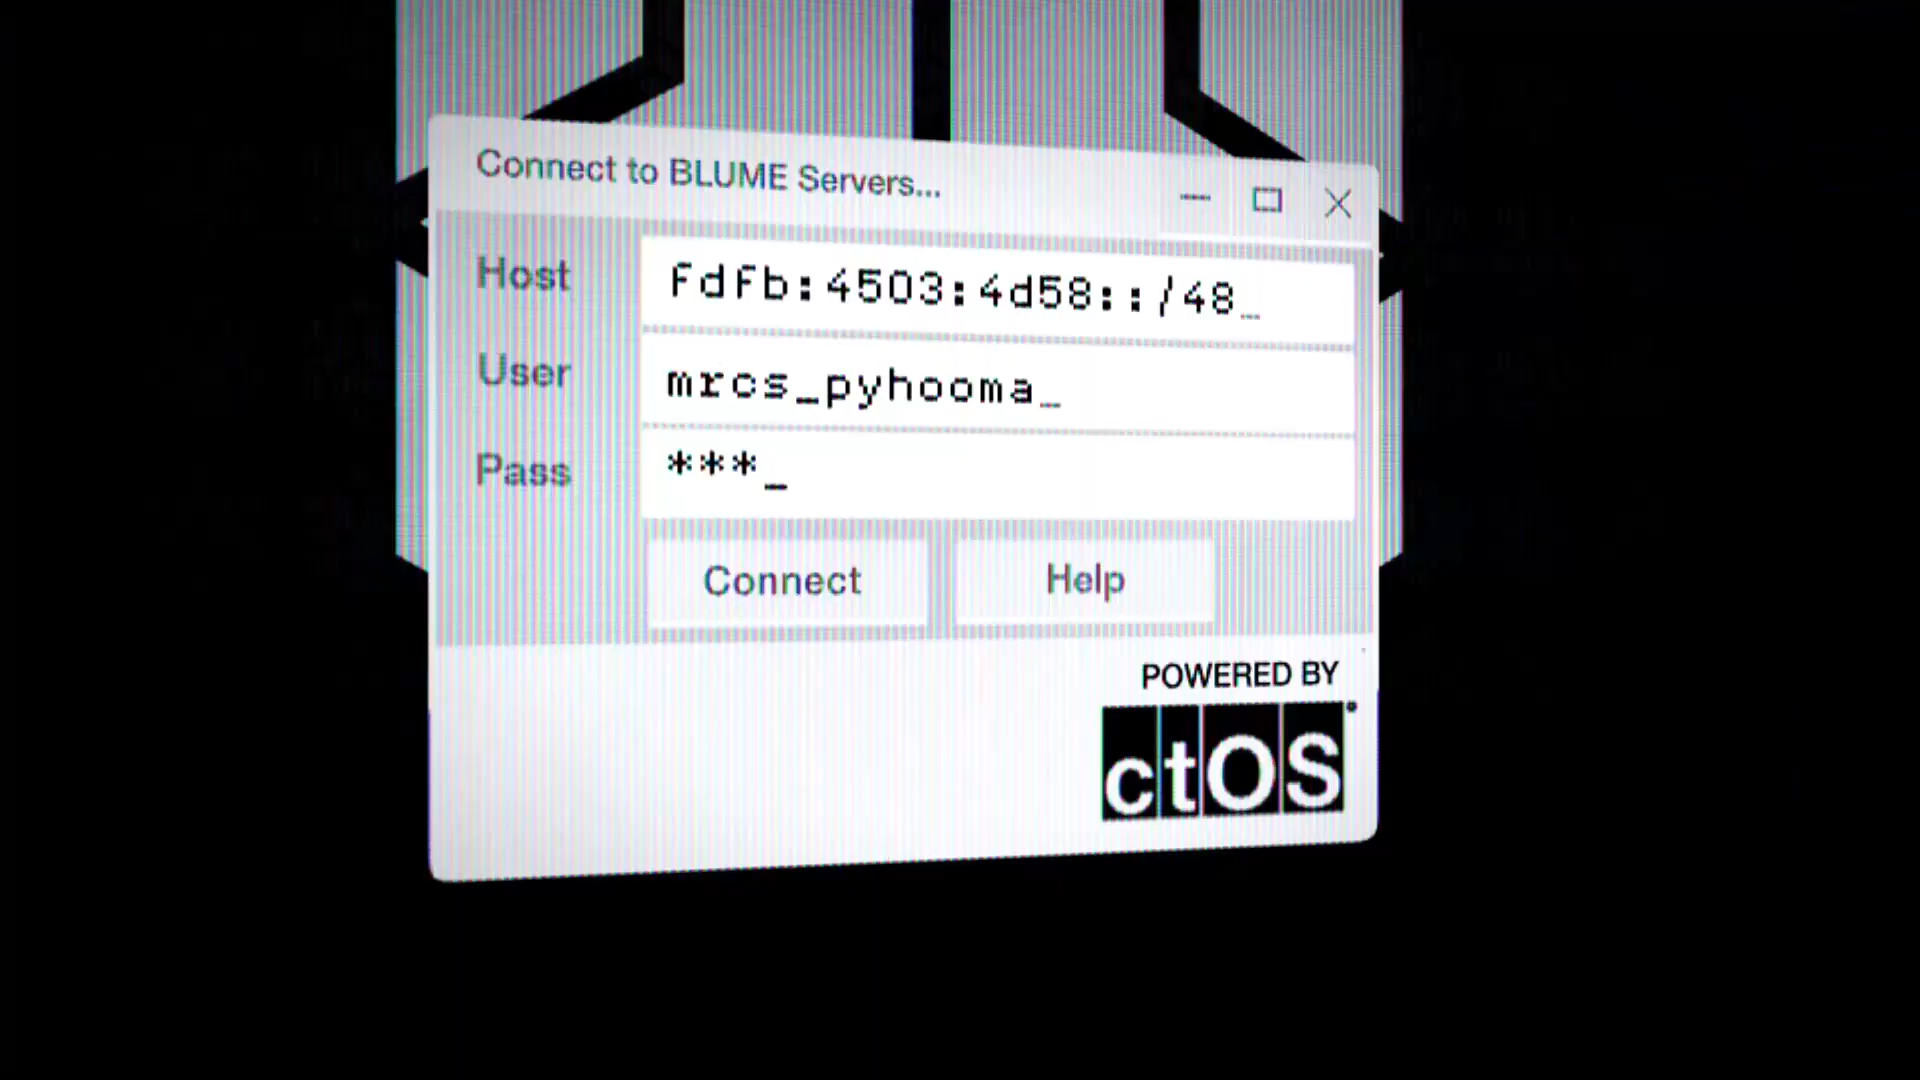 Connect to BLUME Servers...
Host fdfb:4503:4d58::/48_
User mrcs_pyhooma_
Pass ***_
Connect Help
POWERED BY
ctOS